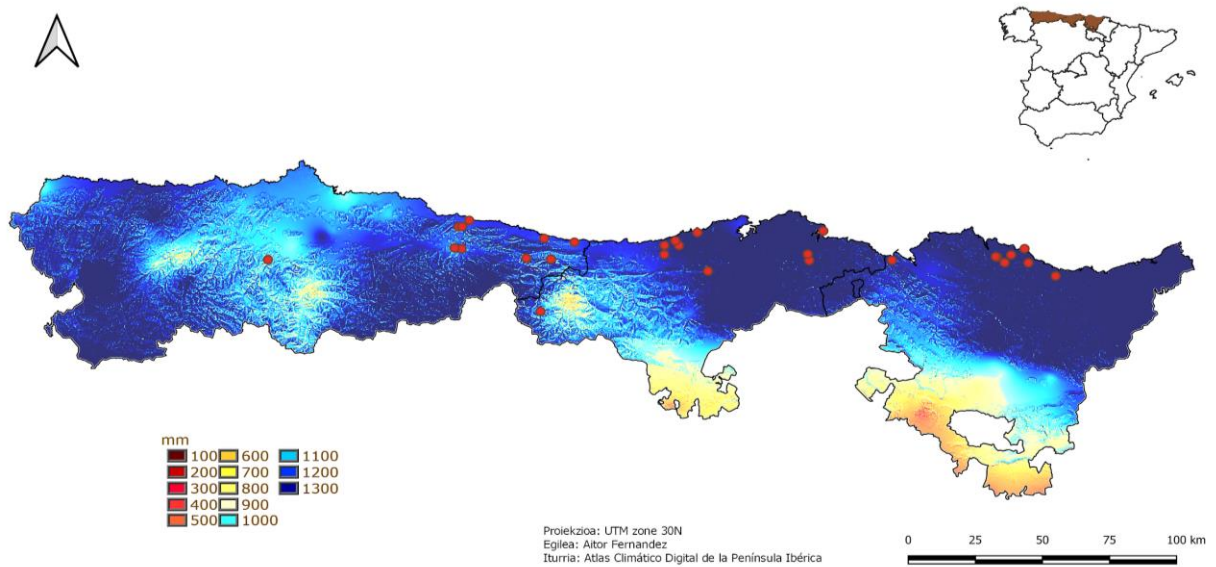 mm
100 600 1100
200 700 1200
300 800 1300
400 900
500 1000
Proiekzioa: UTM zone 30N
Egilea: Aitor Fernandez
Iturria: Atlas Climático Digital de la Península Ibérica
0 25 50 75 100 km